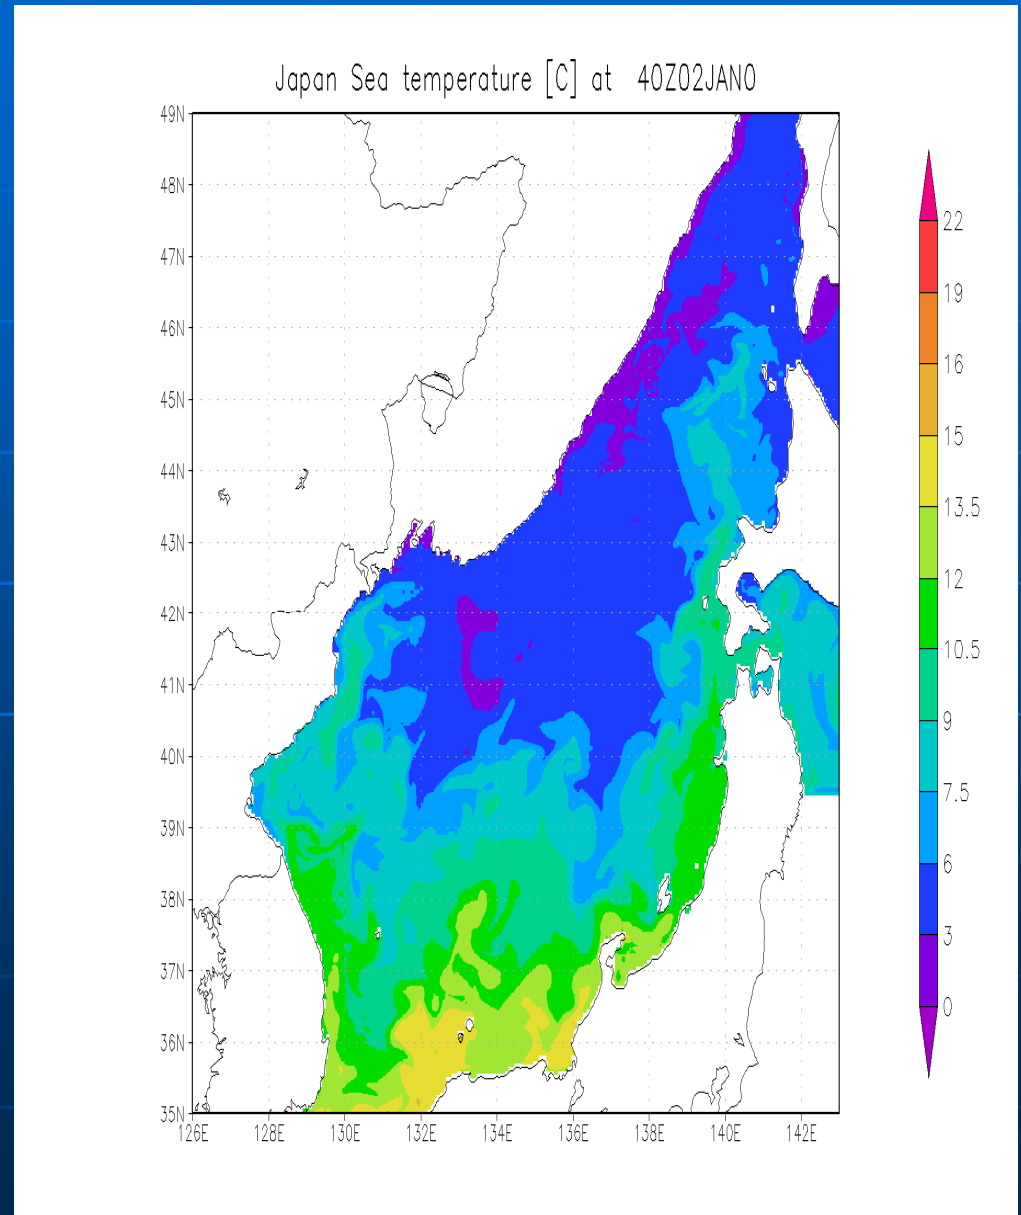 Japan Sea temperature [C] at 40Z02JAN0
49N
48N
47N
46N
45N
44N
43N
42N
41N
40N
39N
38N
37N
36N
35N
126E 128E 130E 132E 134E 136E 138E 140E 142E
22
19
16
15
13.5
12
10.5
9
7.5
6
3
0